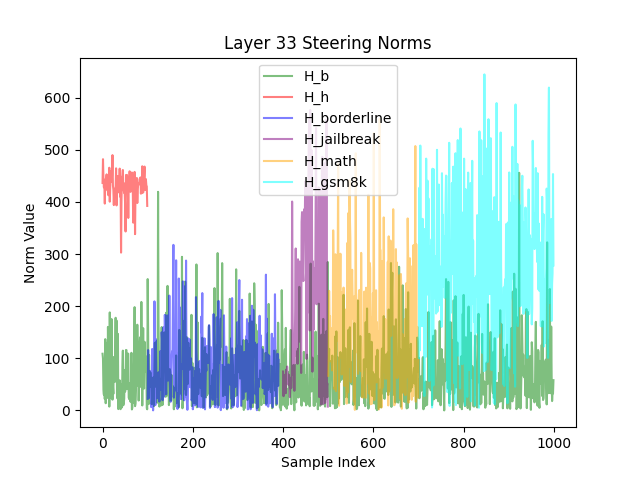 Layer 33 Steering Norms
H_b
H_h
H_borderline
H_jailbreak
H_math
H_gsm8k
Norm Value
600
500
400
300
200
100
0
0
200
400
600
800
1000
Sample Index